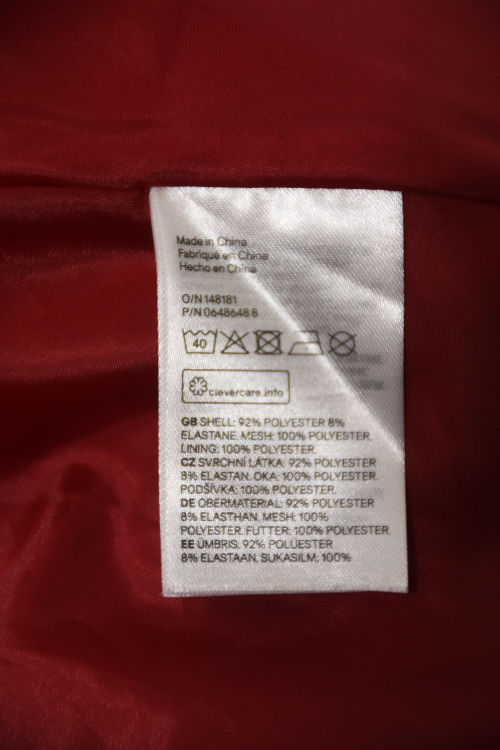 Made in China
Fabriqué en Chine
Hecho en China
O/N 148181
P/N 0648648 8
40
clevercare.info
GB SHELL: 92% POLYESTER 8%
ELASTANE. MESH: 100% POLYESTER.
LINING: 100% POLYESTER.
CZ SVRCHNÍ LÁTKA: 92% POLYESTER
8% ELASTAN. OKA: 100% POLYESTER.
PODŠÍVKA: 100% POLYESTER.
DE OBERMATERIAL: 92% POLYESTER
8% ELASTHAN. MESH: 100%
POLYESTER. FUTTER: 100% POLYESTER.
EE ÜMBRIS: 92% POLÜESTER
8% ELASTAAN. SUKASILM: 100%